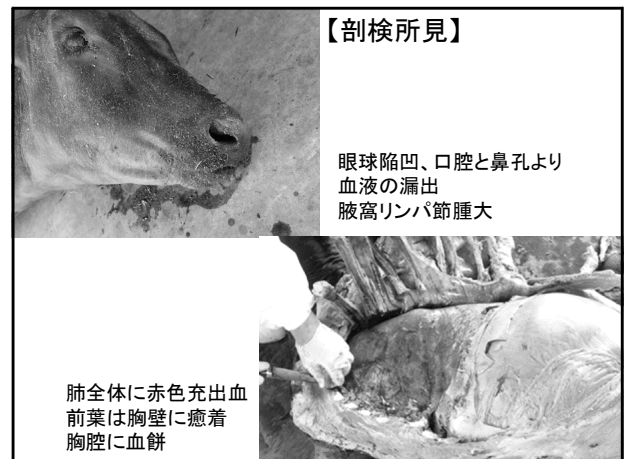 【剖検所見】
眼球陥凹、口腔と鼻孔より
血液の漏出
腋窩リンパ節腫大
肺全体に赤色充出血
前葉は胸壁に癒着
胸腔に血餅